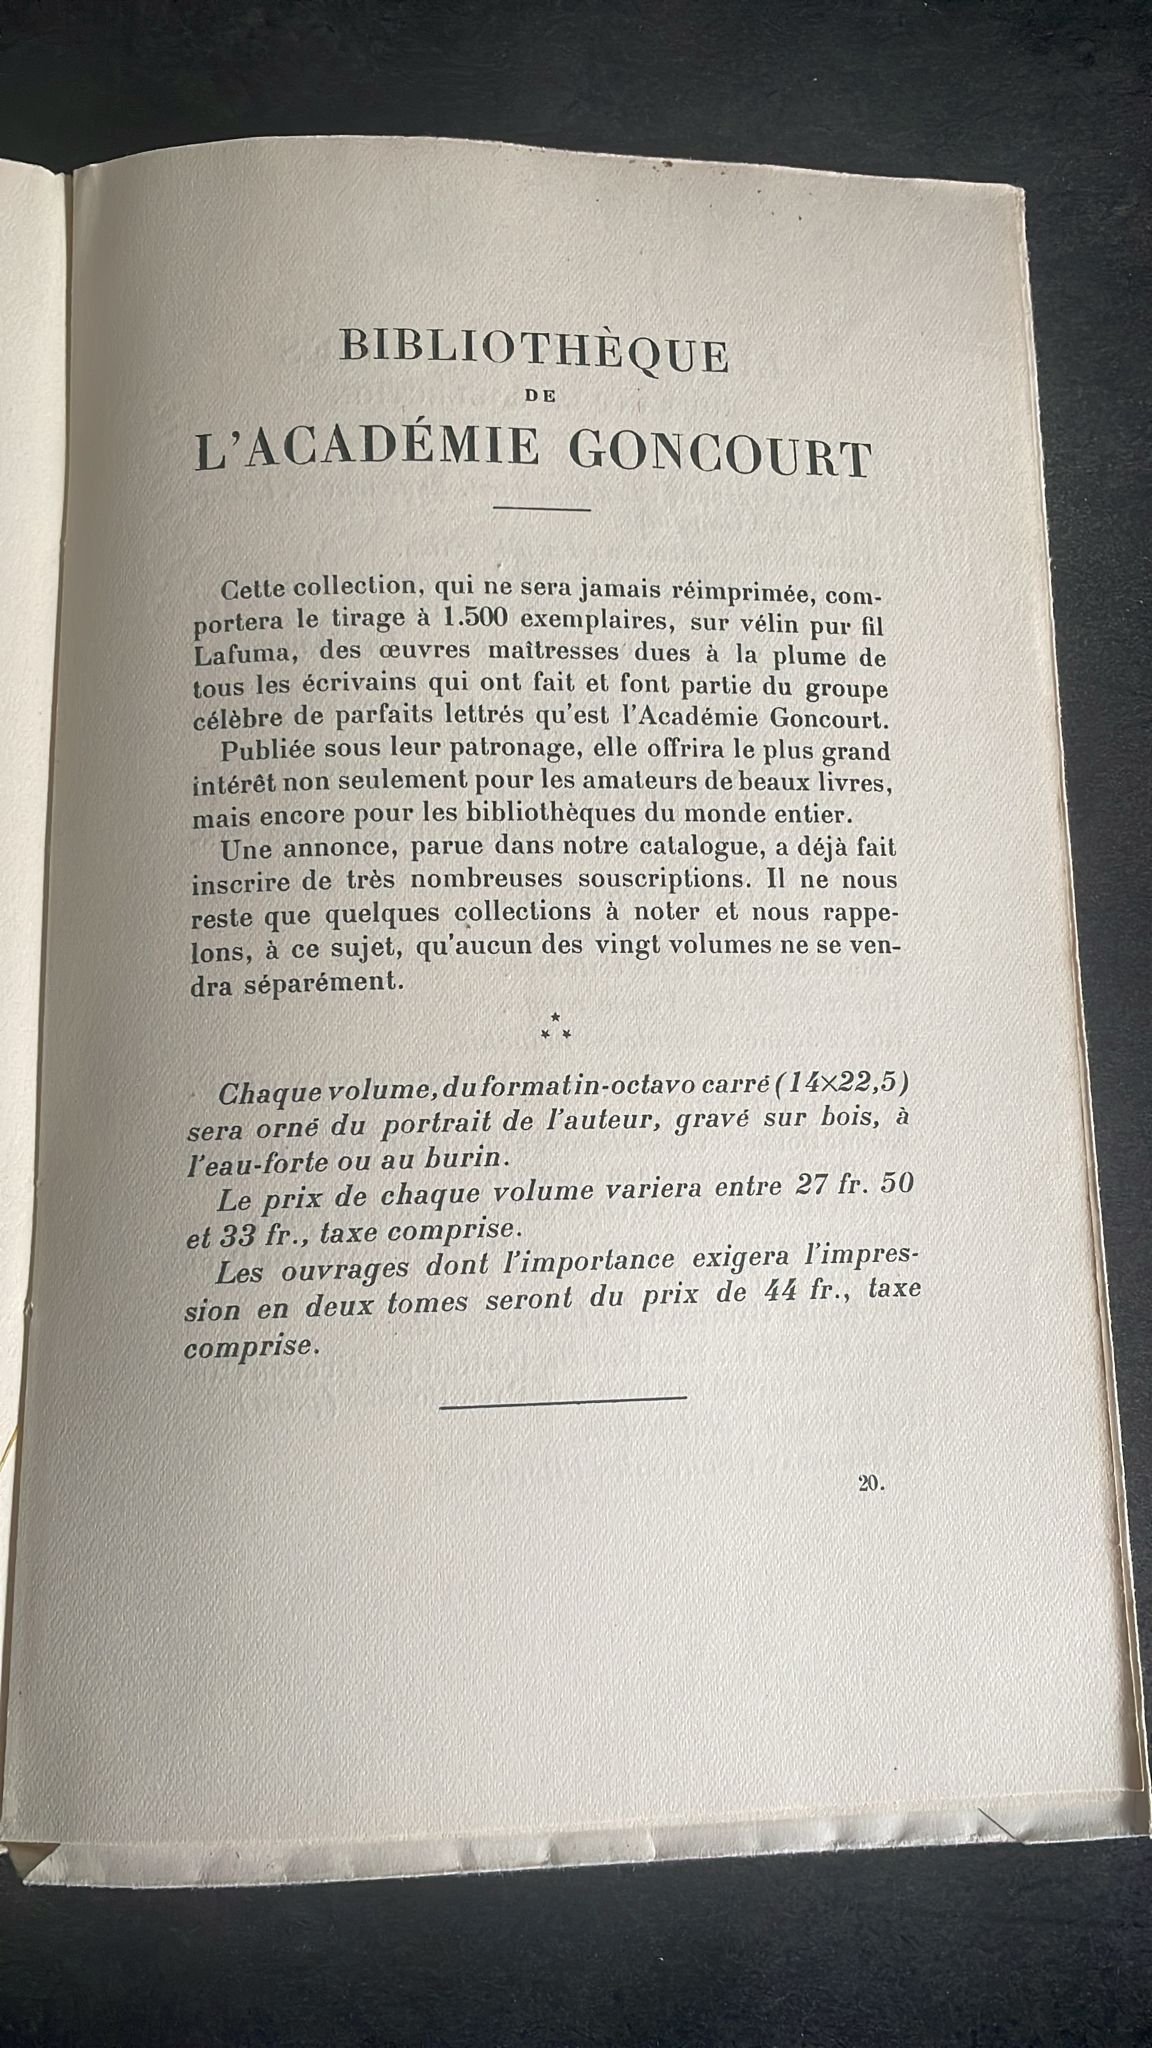 BIBLIOTHÈQUE
DE
L'ACADÉMIE GONCOURT
Cette collection, qui ne sera jamais réimprimée, com-
portera le tirage à 1.500 exemplaires, sur vélin pur fil
Lafuma, des œuvres maîtresses dues à la plume de
tous les écrivains qui ont fait et font partie du groupe
célèbre de parfaits lettrés qu'est l'Académie Goncourt.
Publiée sous leur patronage, elle offrira le plus grand
intérêt non seulement pour les amateurs de beaux livres,
mais encore pour les bibliothèques du monde entier.
Une annonce, parue dans notre catalogue, a déjà fait
inscrire de très nombreuses souscriptions. Il ne nous
reste que quelques collections à noter et nous rappe-
lons, à ce sujet, qu'aucun des vingt volumes ne se ven-
dra séparément.
Chaque volume, du format in-octavo carré (14×22,5)
sera orné du portrait de l'auteur, gravé sur bois, à
l'eau-forte ou au burin.
Le prix de chaque volume variera entre 27 fr. 50
et 33 fr., taxe comprise.
Les ouvrages dont l'importance exigera l'impres-
sion en deux tomes seront du prix de 44 fr., taxe
comprise.
20.